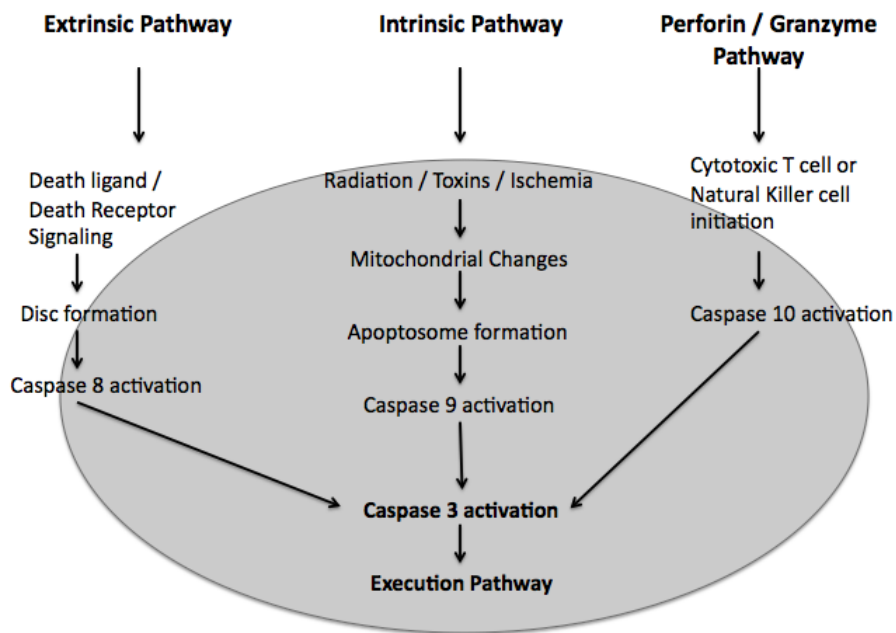 Extrinsic Pathway
Intrinsic Pathway
Perforin / Granzyme
Pathway
Death ligand /
Death Receptor
Signaling
Disc formation
Caspase 8 activation
Radiation / Toxins / Ischemia
Mitochondrial Changes
Apoptosome formation
Caspase 9 activation
Cytotoxic T cell or
Natural Killer cell
initiation
Caspase 10 activation
Caspase 3 activation
Execution Pathway